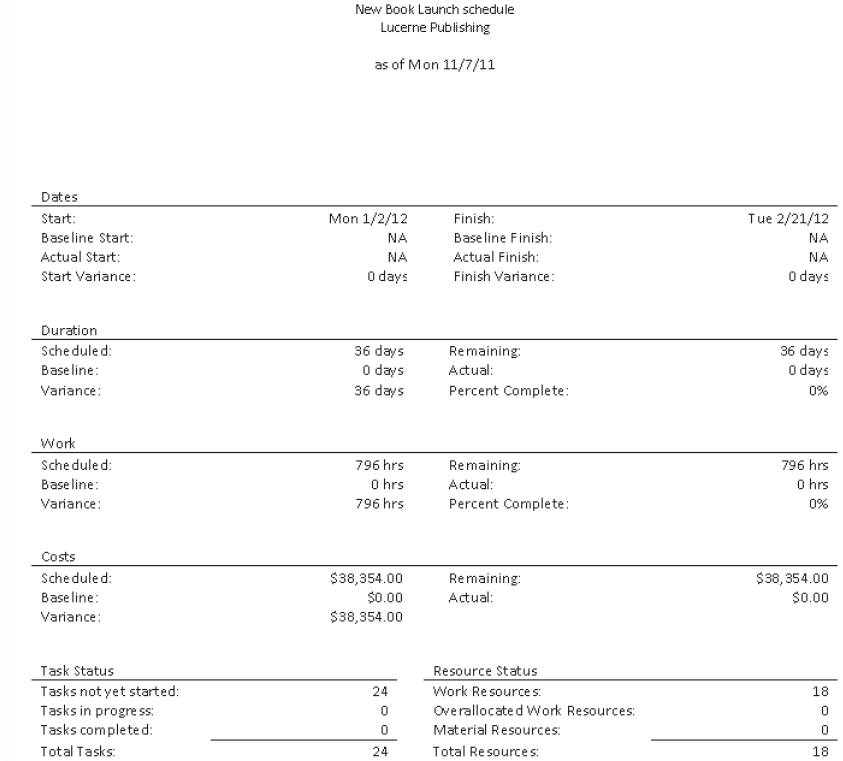 New Book Launch schedule
Lucerne Publishing
as of Mon 11/7/11
Dates
Start: Mon 1/2/12 Finish: Tue 2/21/12
Baseline Start: NA Baseline Finish: NA
Actual Start: NA Actual Finish: NA
Start Variance: 0 days Finish Variance: 0 days
Duration
Scheduled: 36 days Remaining: 36 days
Baseline: 0 days Actual: 0 days
Variance: 36 days Percent Complete: 0%
Work
Scheduled: 796 hrs Remaining: 796 hrs
Baseline: 0 hrs Actual: 0 hrs
Variance: 796 hrs Percent Complete: 0%
Costs
Scheduled: $38,354.00 Remaining: $38,354.00
Baseline: $0.00 Actual: $0.00
Variance: $38,354.00
Task Status Resource Status
Tasks not yet started: 24 Work Resources: 18
Tasks in progress: 0 Overallocated Work Resources: 0
Tasks completed: 0 Material Resources: 0
Total Tasks: 24 Total Resources: 18